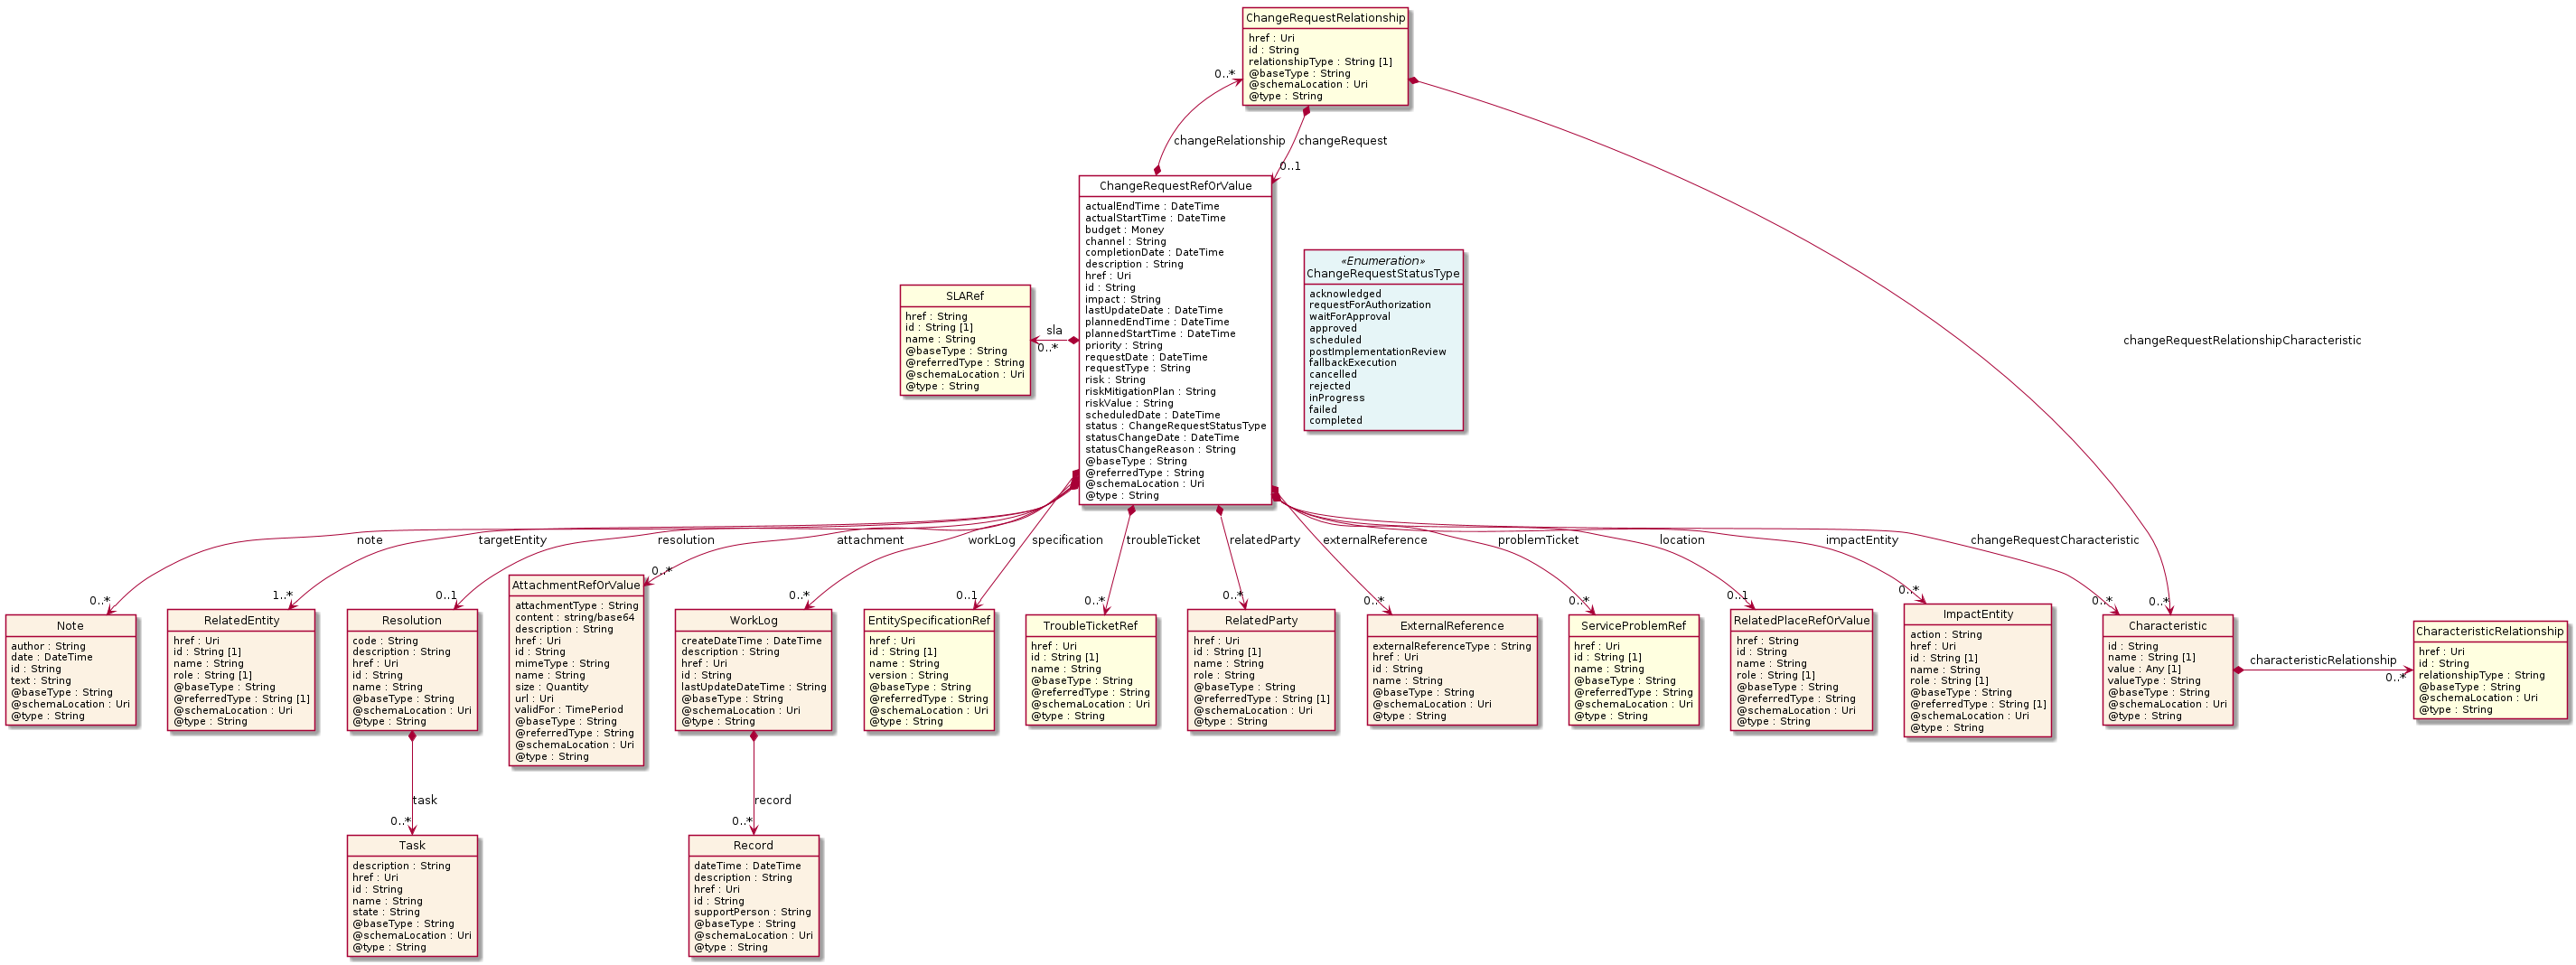 ChangeRequestRelationship
href : Uri
id : String
relationshipType : String [1]
@baseType : String
@schemaLocation : Uri
@type : String
0..*
changeRelationship
changeRequest
0..1
ChangeRequestRefOrValue
actualEndTime : DateTime
actualStartTime : DateTime
budget : Money
channel : String
completionDate : DateTime
description : String
href : Uri
id : String
impact : String
lastUpdateDate : DateTime
plannedEndTime : DateTime
plannedStartTime : DateTime
priority : String
requestDate : DateTime
requestType : String
risk : String
riskMitigationPlan : String
riskValue : String
scheduledDate : DateTime
status : ChangeRequestStatusType
statusChangeDate : DateTime
statusChangeReason : String
@baseType : String
@referredType : String
@schemaLocation : Uri
@type : String
«Enumeration»
ChangeRequestStatusType
acknowledged
requestForAuthorization
waitForApproval
approved
scheduled
postImplementationReview
fallbackExecution
cancelled
rejected
inProgress
failed
completed
SLARef
href : String
id : String [1]
name : String
@baseType : String
@referredType : String
@schemaLocation : Uri
@type : String
sla
0..*
changeRequestRelationshipCharacteristic
note
targetEntity
resolution
attachment
workLog
specification
troubleTicket
relatedParty
externalReference
problemTicket
location
impactEntity
changeRequestCharacteristic
0..*
1..*
0..1
0..*
0..*
0..1
0..*
0..*
0..*
0..*
0..1
0..*
0..*
0..*
Note
author : String
date : DateTime
id : String
text : String
@baseType : String
@schemaLocation : Uri
@type : String
RelatedEntity
href : Uri
id : String [1]
name : String
role : String [1]
@baseType : String
@referredType : String [1]
@schemaLocation : Uri
@type : String
Resolution
code : String
description : String
href : Uri
id : String
name : String
@baseType : String
@schemaLocation : Uri
@type : String
AttachmentRefOrValue
attachmentType : String
content : string/base64
description : String
href : Uri
id : String
mimeType : String
name : String
size : Quantity
url : Uri
validFor : TimePeriod
@baseType : String
@referredType : String
@schemaLocation : Uri
@type : String
WorkLog
createDateTime : DateTime
description : String
href : Uri
id : String
lastUpdateDateTime : String
@baseType : String
@schemaLocation : Uri
@type : String
EntitySpecificationRef
href : Uri
id : String [1]
name : String
version : String
@baseType : String
@referredType : String
@schemaLocation : Uri
@type : String
TroubleTicketRef
href : Uri
id : String [1]
name : String
@baseType : String
@referredType : String
@schemaLocation : Uri
@type : String
RelatedParty
href : Uri
id : String [1]
name : String
role : String
@baseType : String
@referredType : String [1]
@schemaLocation : Uri
@type : String
ExternalReference
externalReferenceType : String
href : Uri
id : String
name : String
@baseType : String
@schemaLocation : Uri
@type : String
ServiceProblemRef
href : Uri
id : String [1]
name : String
@baseType : String
@referredType : String
@schemaLocation : Uri
@type : String
RelatedPlaceRefOrValue
href : String
id : String
name : String
role : String [1]
@baseType : String
@referredType : String
@schemaLocation : Uri
@type : String
ImpactEntity
action : String
href : Uri
id : String [1]
name : String
role : String [1]
@baseType : String
@referredType : String [1]
@schemaLocation : Uri
@type : String
Characteristic
id : String
name : String [1]
value : Any [1]
valueType : String
@baseType : String
@schemaLocation : Uri
@type : String
characteristicRelationship
0..*
CharacteristicRelationship
href : Uri
id : String
relationshipType : String
@baseType : String
@schemaLocation : Uri
@type : String
task
0..*
record
0..*
Task
description : String
href : Uri
id : String
name : String
state : String
@baseType : String
@schemaLocation : Uri
@type : String
Record
dateTime : DateTime
description : String
href : Uri
id : String
supportPerson : String
@baseType : String
@schemaLocation : Uri
@type : String